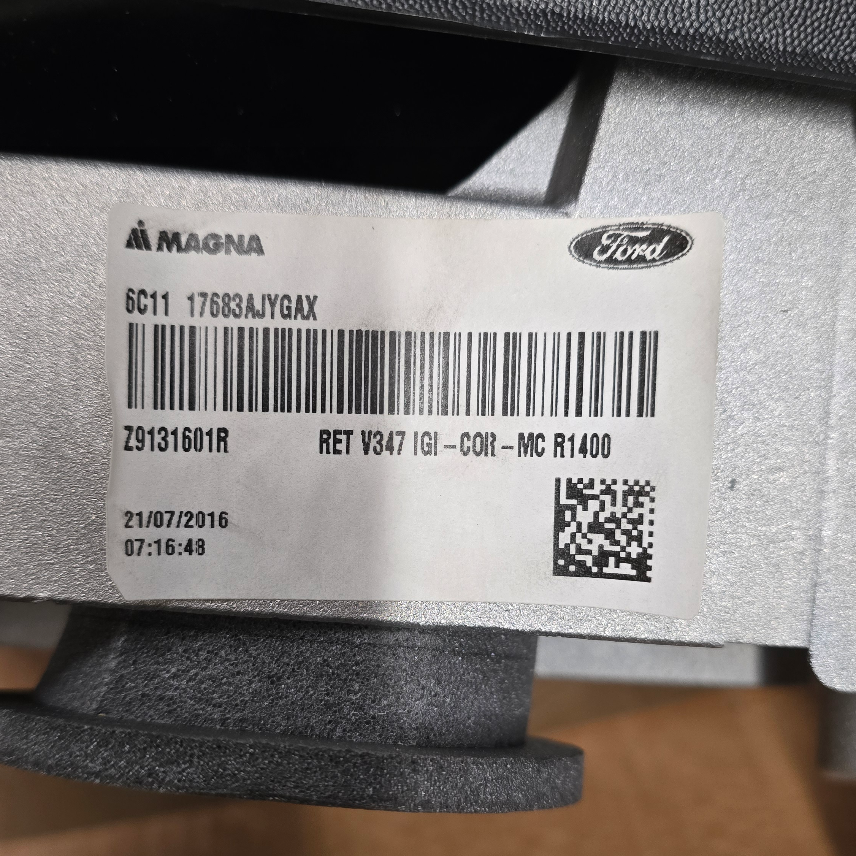 MAGNA
Ford
6C11 17683AJYGAX
Z9131601R RET V347 IGI-COR-MC R1400
21/07/2016
07:16:48